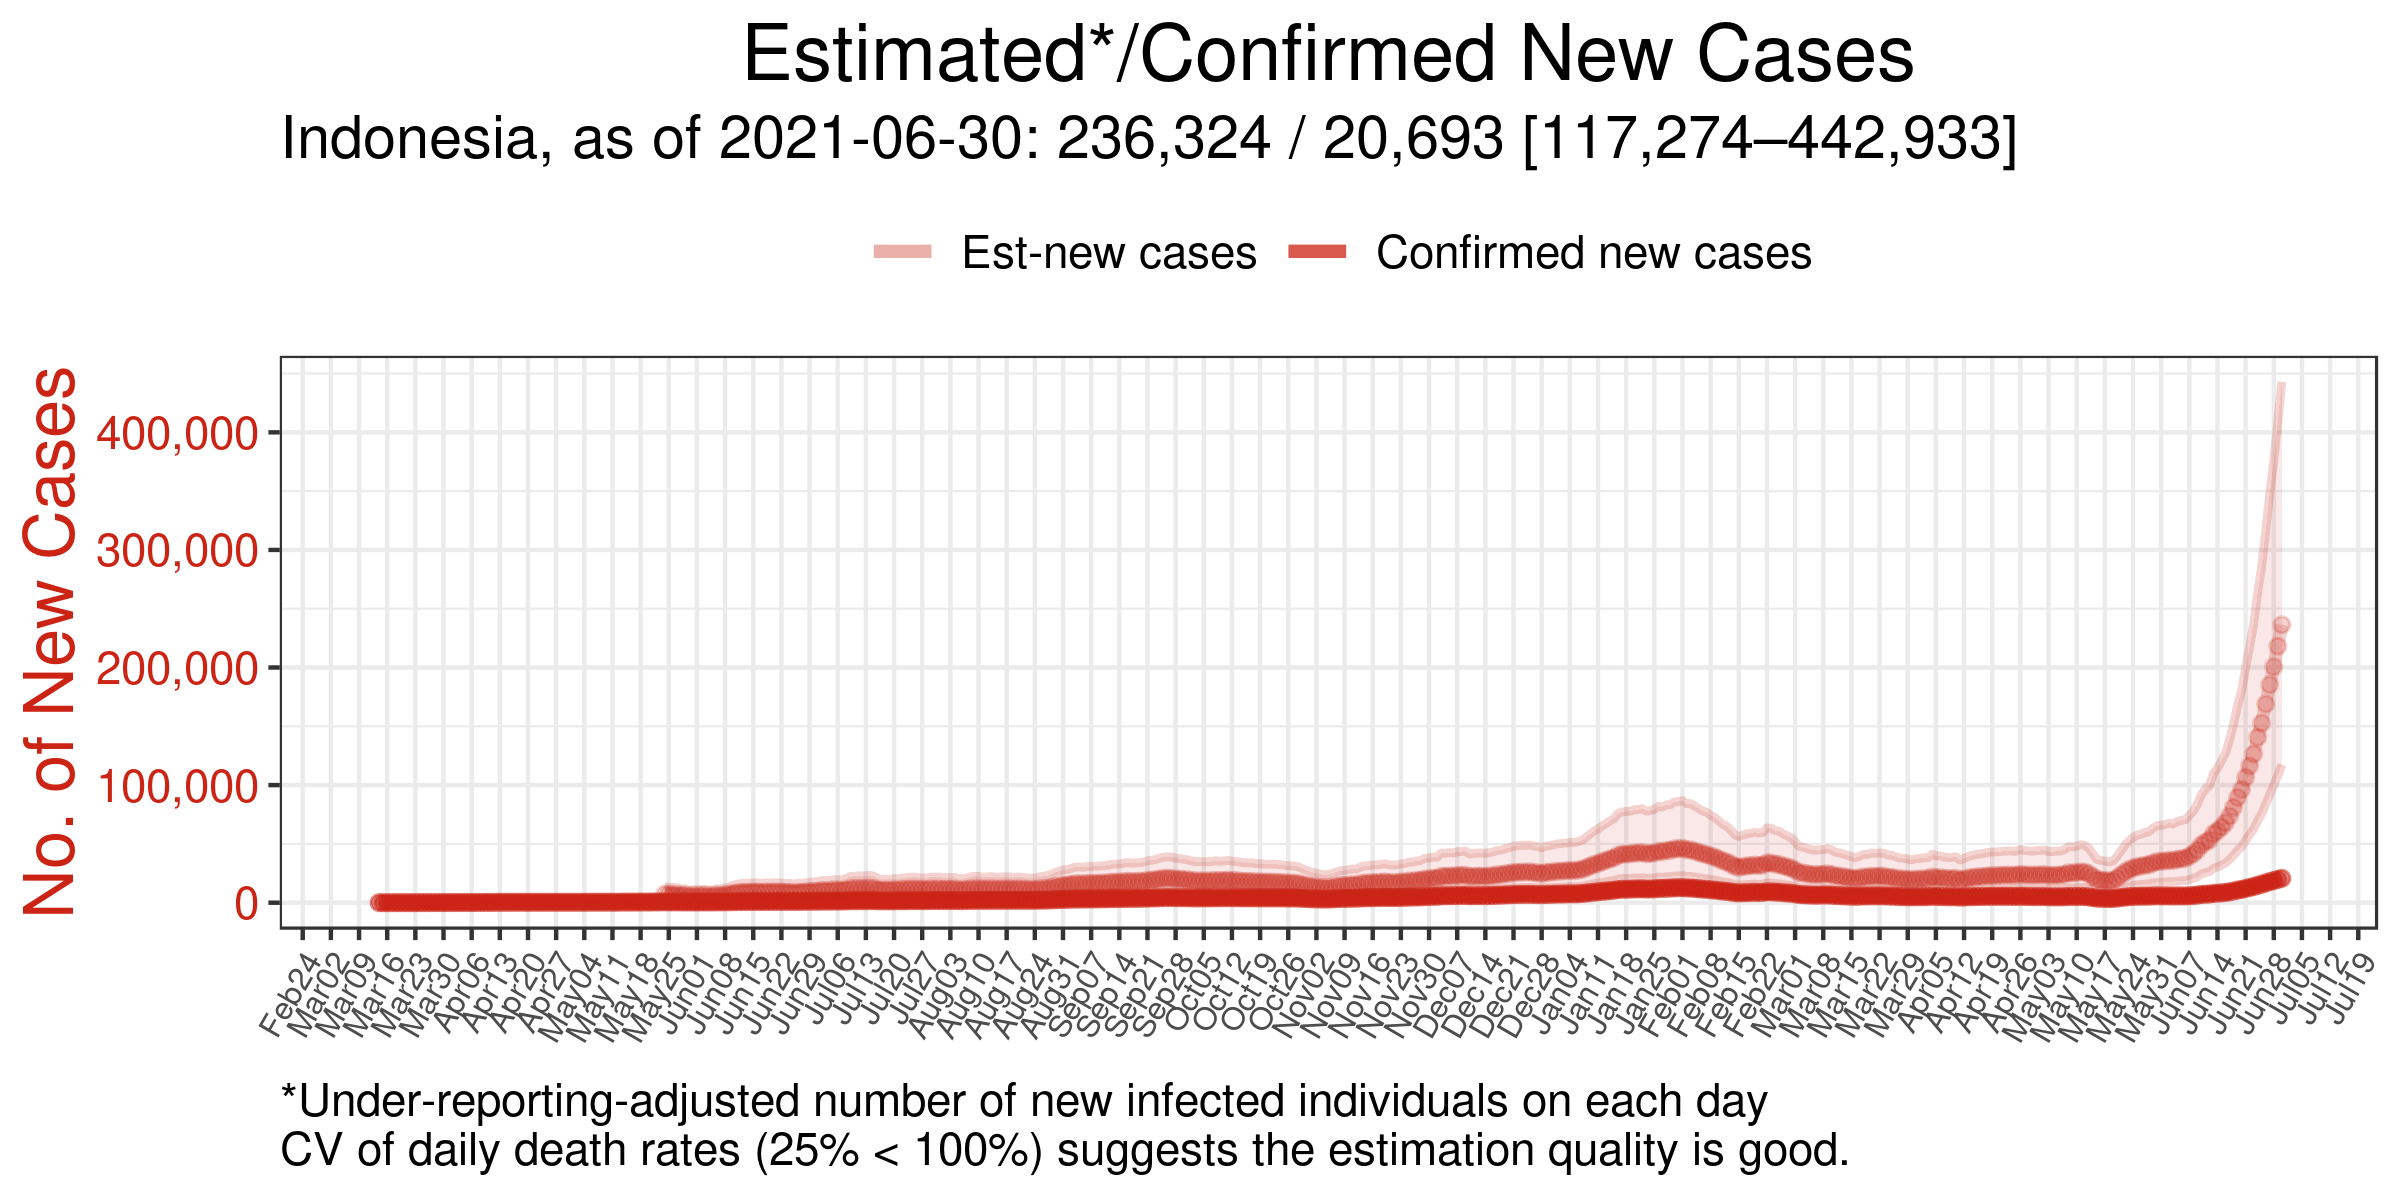 Estimated*/Confirmed New Cases
Indonesia, as of 2021-06-30: 236,324 / 20,693 [117,274–442,933]
Est-new cases
Confirmed new cases
No. of New Cases
400,000
300,000
200,000
100,000
0
Feb24
Mar02
Mar09
Mar16
Mar23
Mar30
Apr06
Apr13
Apr20
Apr27
May04
May11
May18
May25
Jun01
Jun08
Jun15
Jun22
Jun29
Jul06
Jul13
Jul20
Jul27
Aug03
Aug10
Aug17
Aug24
Aug31
Sep07
Sep14
Sep21
Sep28
Oct05
Oct12
Oct19
Oct26
Nov02
Nov09
Nov16
Nov23
Nov30
Dec07
Dec14
Dec21
Dec28
Jan04
Jan11
Jan18
Jan25
Feb01
Feb08
Feb15
Feb22
Mar01
Mar08
Mar15
Mar22
Mar29
Apr05
Apr12
Apr19
Apr26
May03
May10
May17
May24
May31
Jun07
Jun14
Jun21
Jun28
Jul05
Jul12
Jul19
*Under-reporting-adjusted number of new infected individuals on each day
CV of daily death rates (25% < 100%) suggests the estimation quality is good.